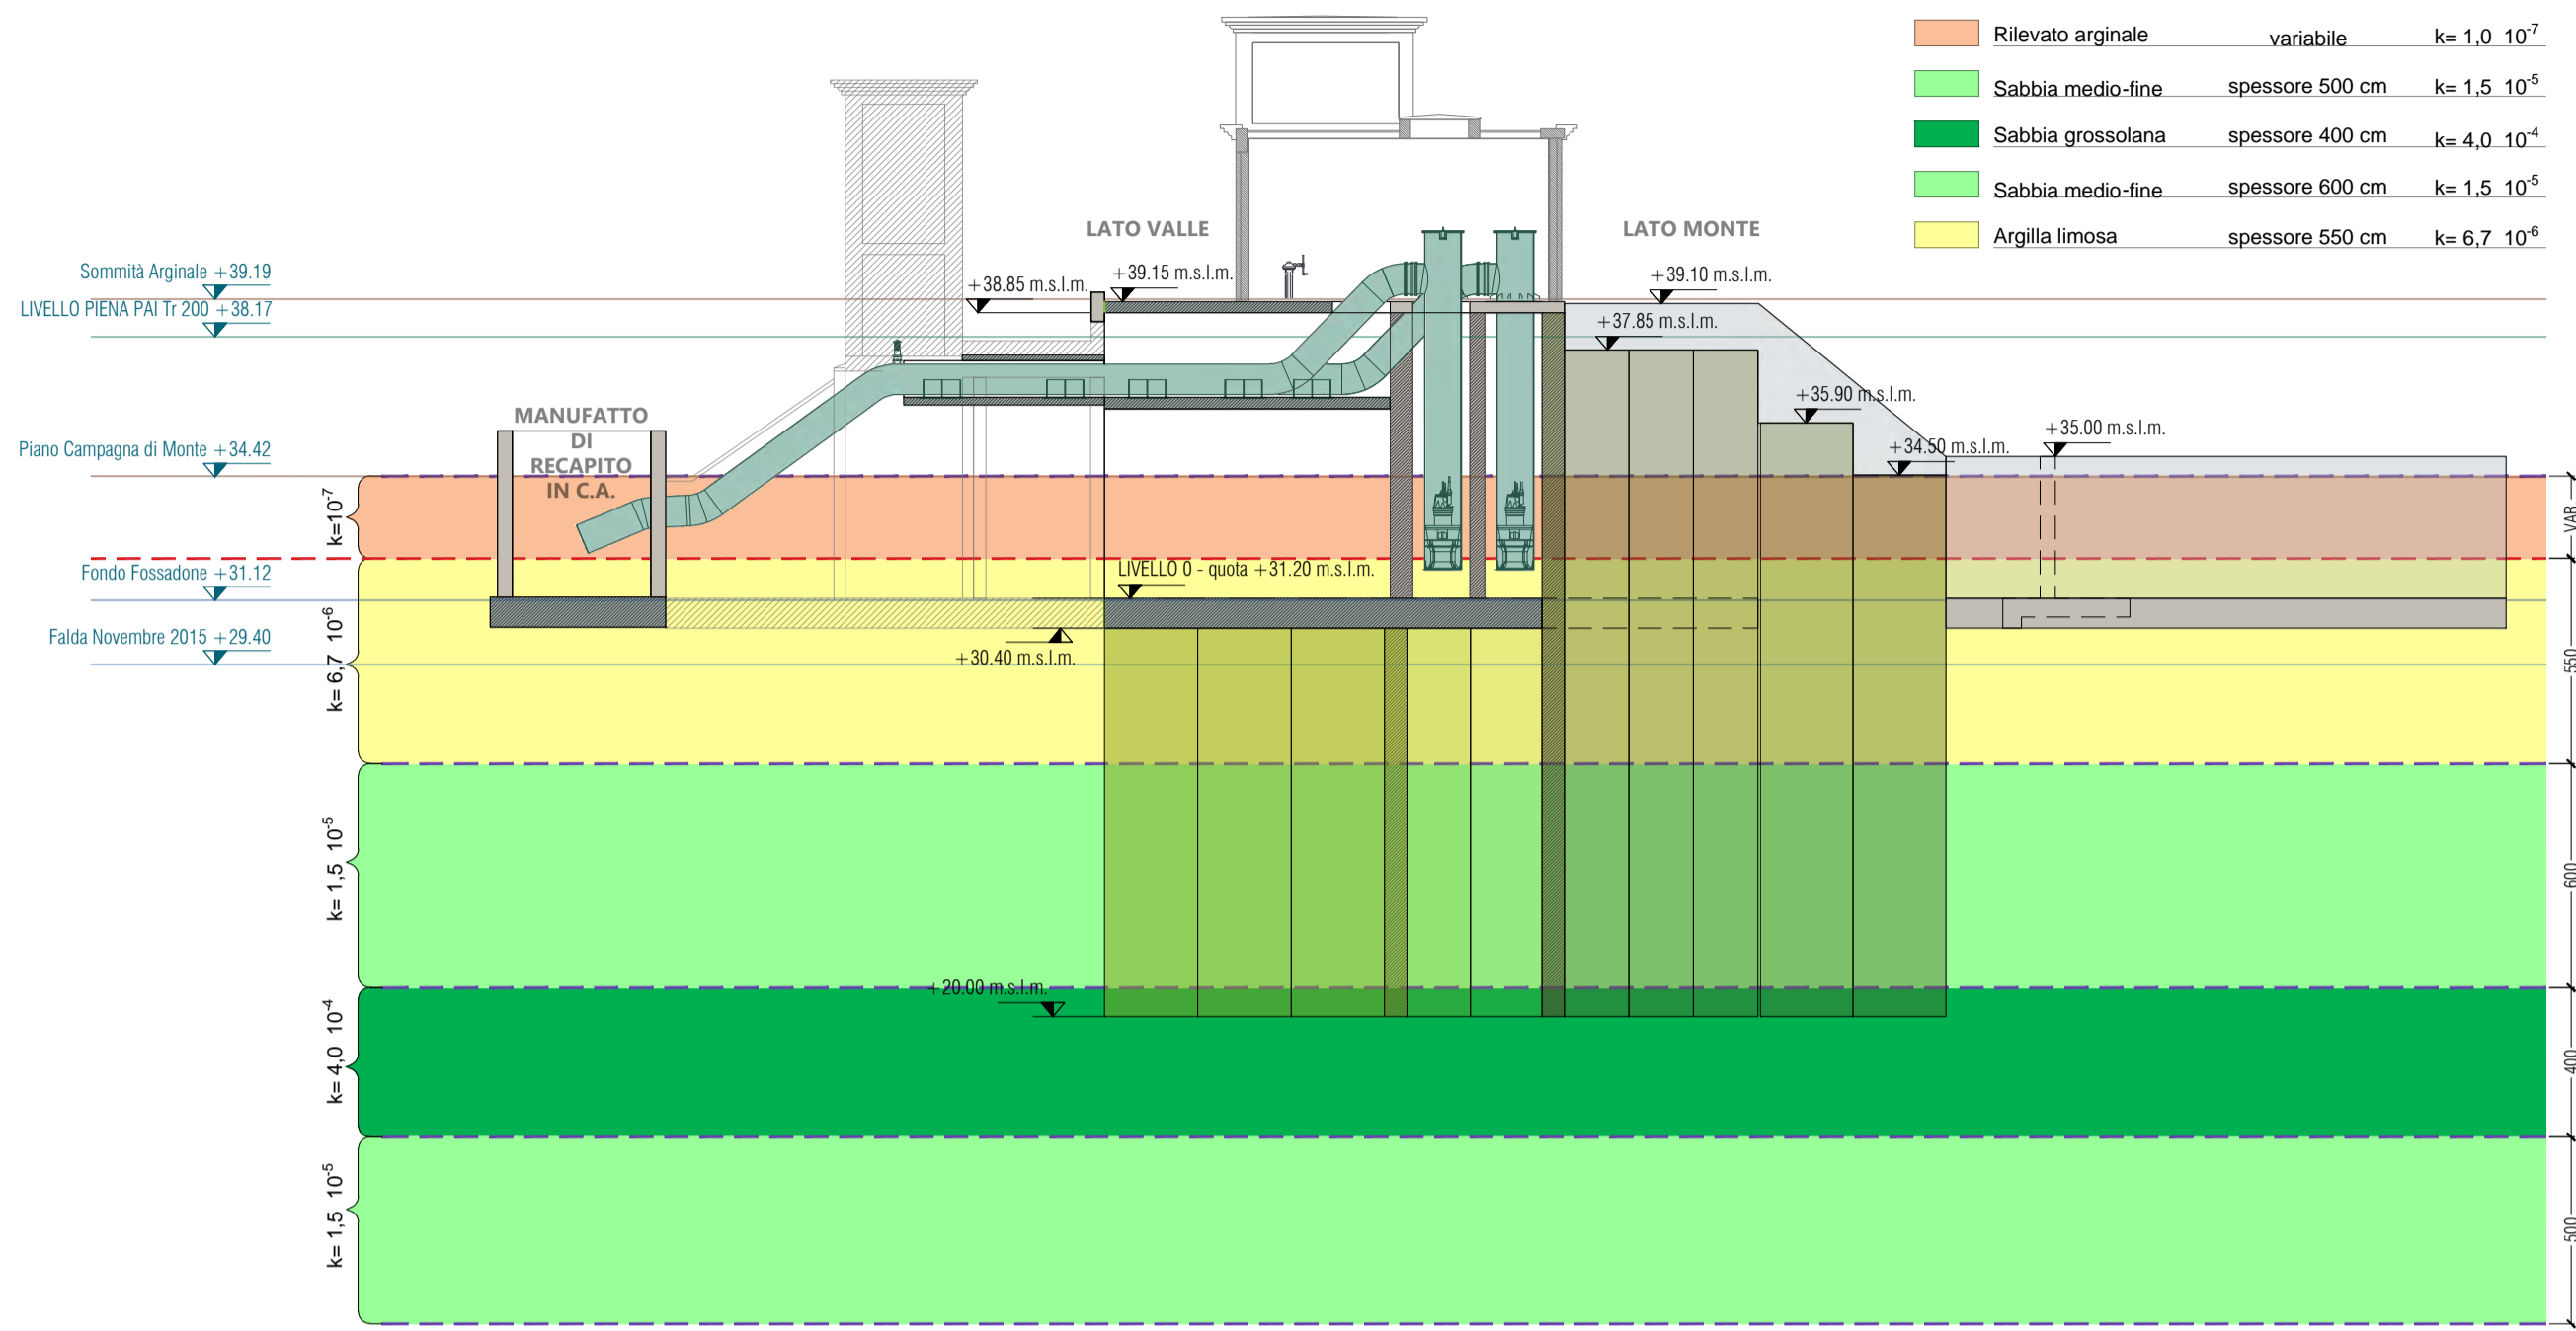 Rilevato arginale variabile k= 1,0 10-7
Sabbia medio-fine spessore 500 cm k= 1,5 10-5
Sabbia grossolana spessore 400 cm k= 4,0 10-4
Sabbia medio-fine spessore 600 cm k= 1,5 10-5
Argilla limosa spessore 550 cm k= 6,7 10-6
LATO VALLE
LATO MONTE
Sommità Arginale +39.19
LIVELLO PIENA PAI Tr 200 +38.17
+38.85 m.s.l.m.
+39.15 m.s.l.m.
+39.10 m.s.l.m.
+37.85 m.s.l.m.
+35.90 m.s.l.m.
+34.50 m.s.l.m.
+35.00 m.s.l.m.
MANUFATTO
DI
RECAPITO
IN C.A.
Piano Campagna di Monte +34.42
k=10-7
VAR
Fondo Fossadone +31.12
LIVELLO 0 - quota +31.20 m.s.l.m.
Falda Novembre 2015 +29.40
+30.40 m.s.l.m.
k= 6,7 10-6
550
k= 1,5 10-5
600
+20.00 m.s.l.m.
k= 4,0 10-4
400
k= 1,5 10-5
500